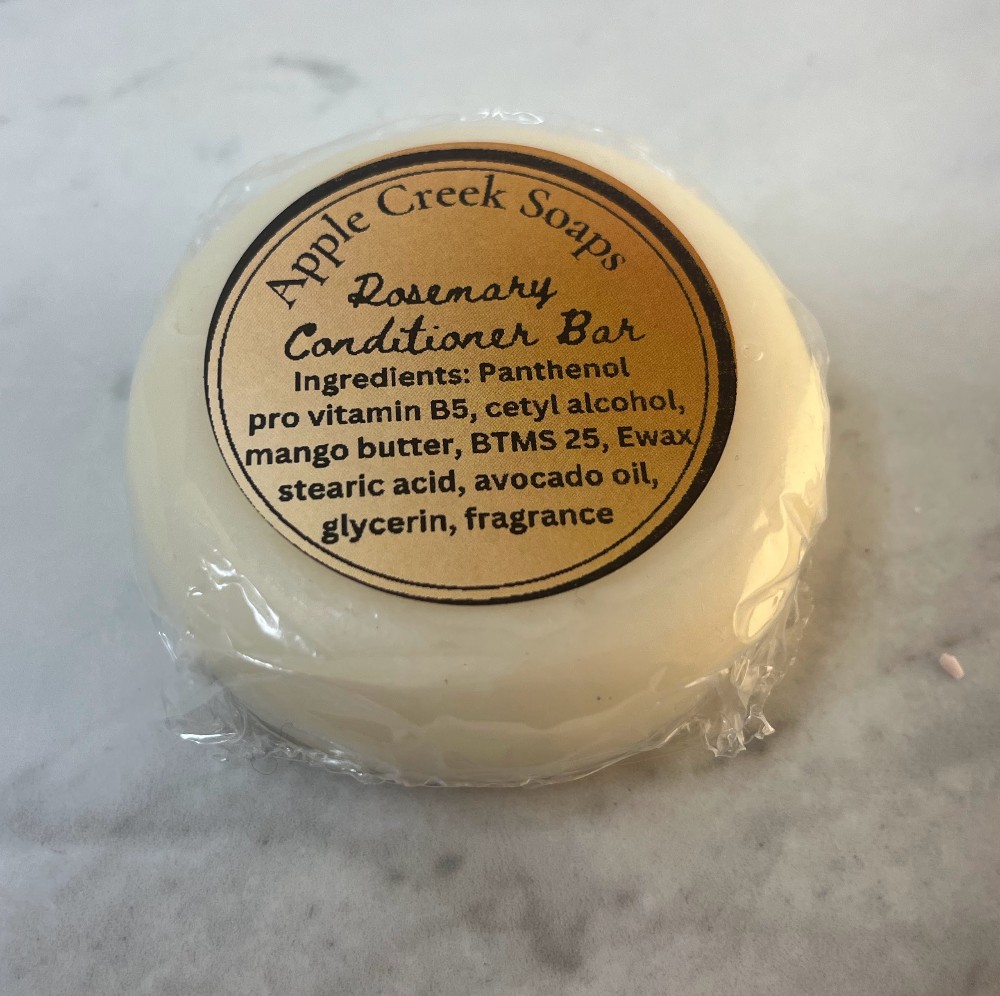 Apple Creek Soaps
Rosemary
Conditioner Bar
Ingredients: Panthenol
pro vitamin B5, cetyl alcohol,
mango butter, BTMS 25, Ewax
stearic acid, avocado oil,
glycerin, fragrance